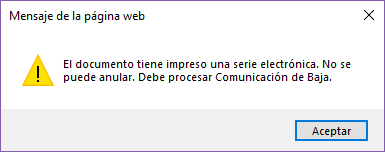 Mensaje de la página web
El documento tiene impreso una serie electrónica. No se
puede anular. Debe procesar Comunicación de Baja.
Aceptar